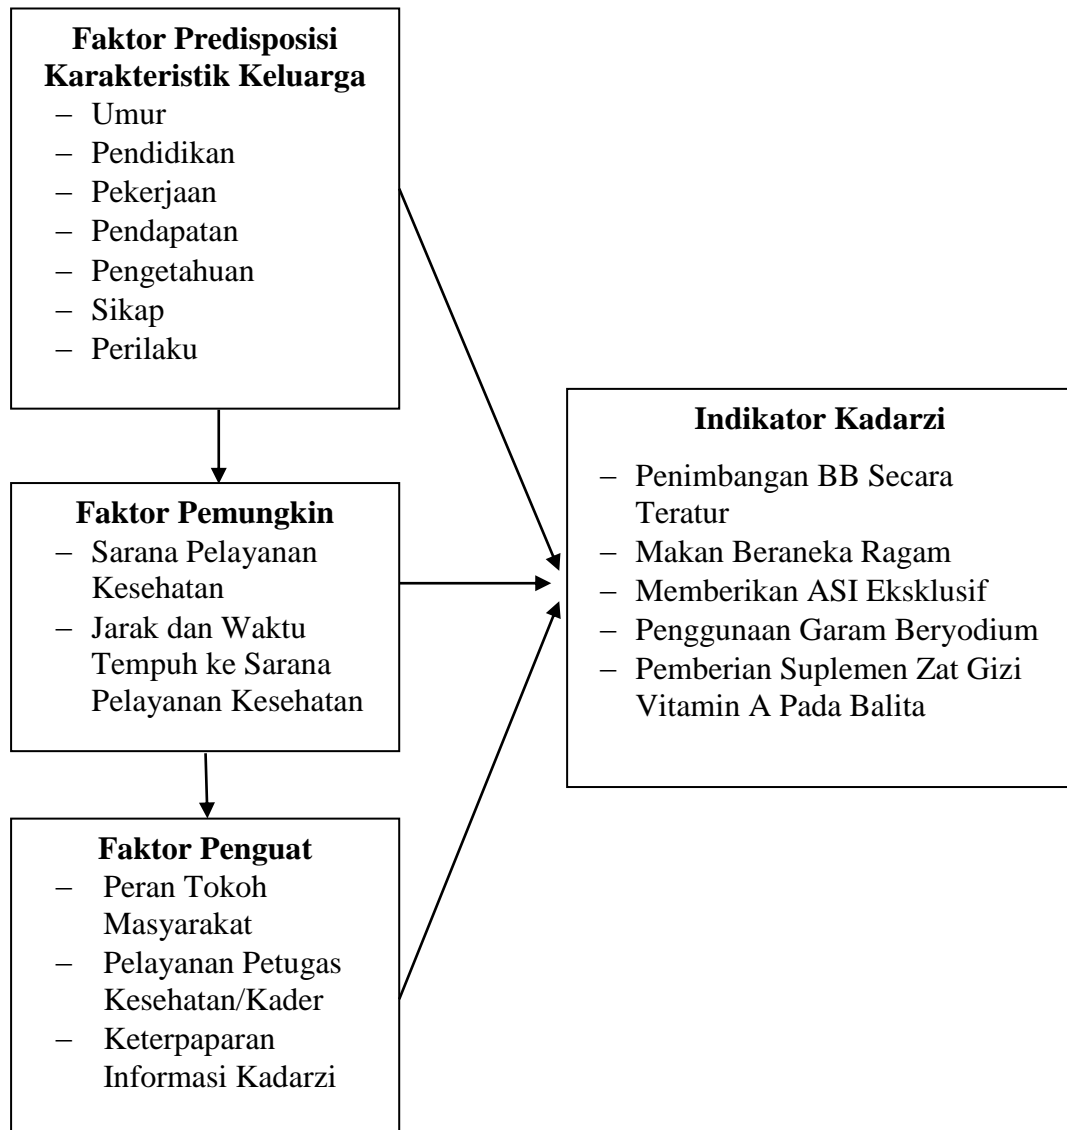 Faktor Predisposisi
Karakteristik Keluarga
– Umur
– Pendidikan
– Pekerjaan
– Pendapatan
– Pengetahuan
– Sikap
– Perilaku
Faktor Pemungkin
– Sarana Pelayanan
Kesehatan
– Jarak dan Waktu
Tempuh ke Sarana
Pelayanan Kesehatan
Faktor Penguat
– Peran Tokoh
Masyarakat
– Pelayanan Petugas
Kesehatan/Kader
– Keterpaparan
Informasi Kadarzi
Indikator Kadarzi
– Penimbangan BB Secara
Teratur
– Makan Beraneka Ragam
– Memberikan ASI Eksklusif
– Penggunaan Garam Beryodium
– Pemberian Suplemen Zat Gizi
Vitamin A Pada Balita